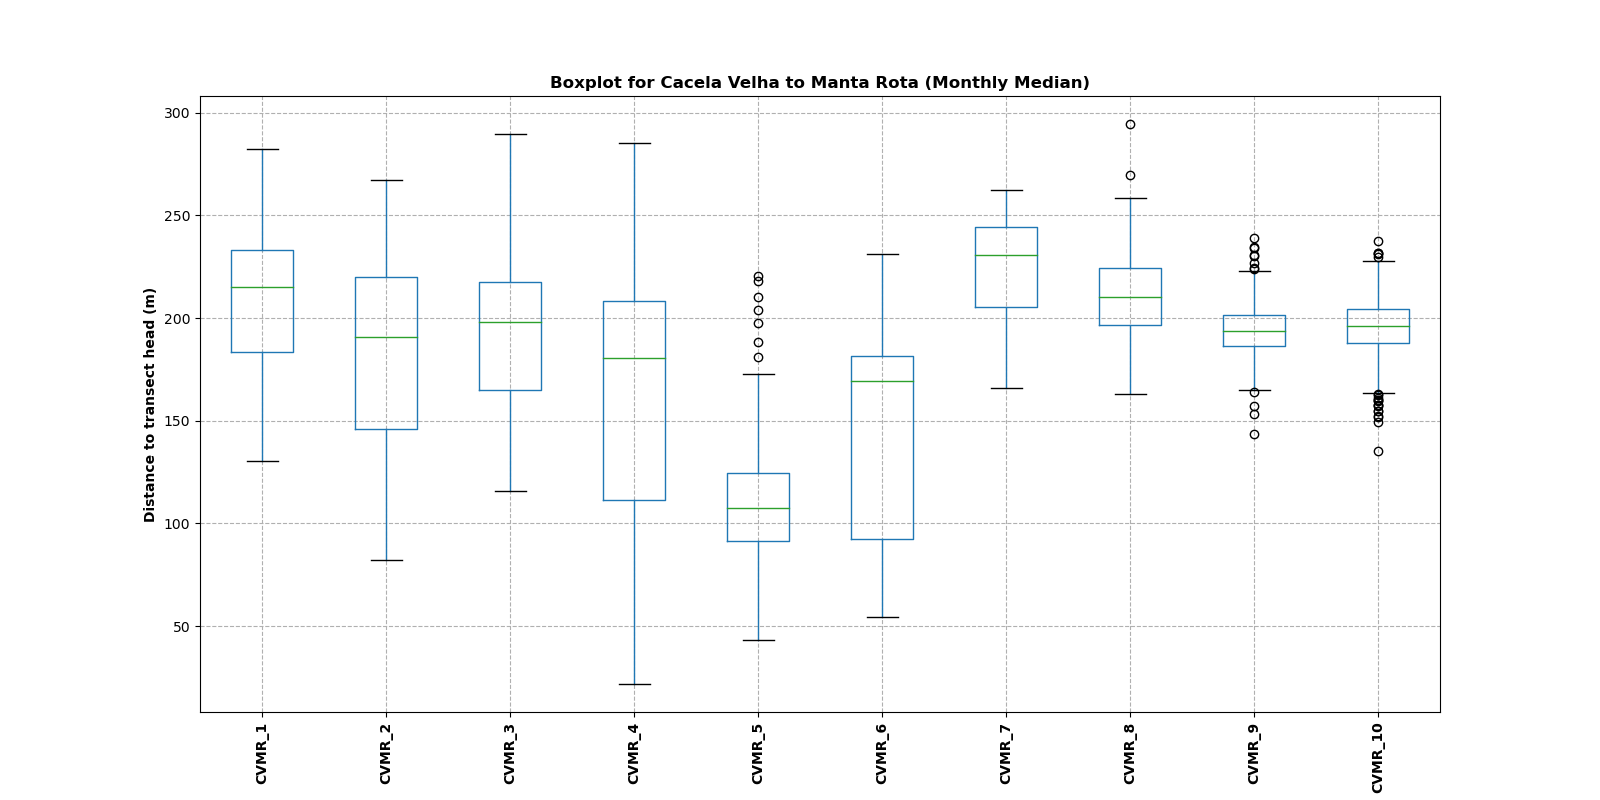 Boxplot for Cacela Velha to Manta Rota (Monthly Median)
Distance to transect head (m)
300
250
200
150
100
50
CVMR_1
CVMR_2
CVMR_3
CVMR_4
CVMR_5
CVMR_6
CVMR_7
CVMR_8
CVMR_9
CVMR_10